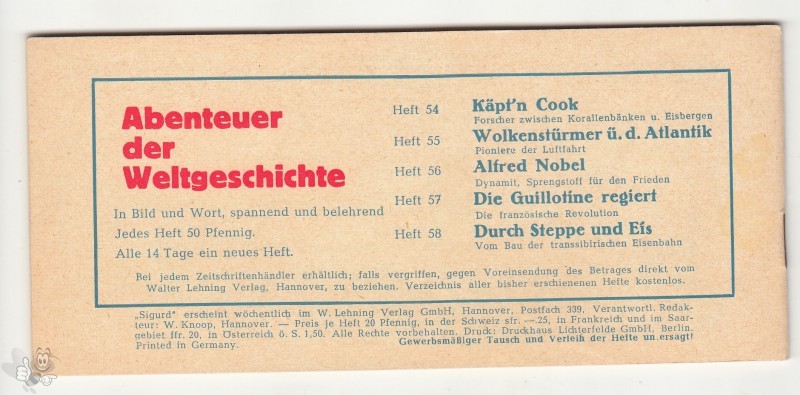 Abenteuer
der
Weltgeschichte
In Bild und Wort, spannend und belehrend
Jedes Heft 50 Pfennig.
Alle 14 Tage ein neues Heft.
Heft 54 Käpt'n Cook
Forscher zwischen Korallenbänken u. Eisbergen
Heft 55 Wolkenstürmer ü. d. Atlantik
Pioniere der Luftfahrt
Heft 56 Alfred Nobel
Dynamit, Sprengstoff für den Frieden
Heft 57 Die Guillotine regiert
Die französische Revolution
Heft 58 Durch Steppe und Eis
Vom Bau der transsibirischen Eisenbahn
Bei jedem Zeitschriftenhändler erhältlich; falls vergriffen, gegen Voreinsendung des Betrages direkt vom
Walter Lehning Verlag, Hannover, zu beziehen. Verzeichnis aller bisher erschienenen Hefte kostenlos.
„Sigurd" erscheint wöchentlich im W. Lehning Verlag GmbH, Hannover, Postfach 339. Verantwortl. Redak-
teur: W. Knoop, Hannover. — Preis je Heft 20 Pfennig, in der Schweiz sfr. —.25, in Frankreich und im Saar-
gebiet ffr. 20, in Österreich ö. S. 1,50. Alle Rechte vorbehalten. Druck: Druckhaus Lichterfelde GmbH, Berlin.
Printed in Germany. Gewerbsmäßiger Tausch und Verleih der Hefte untersagt!